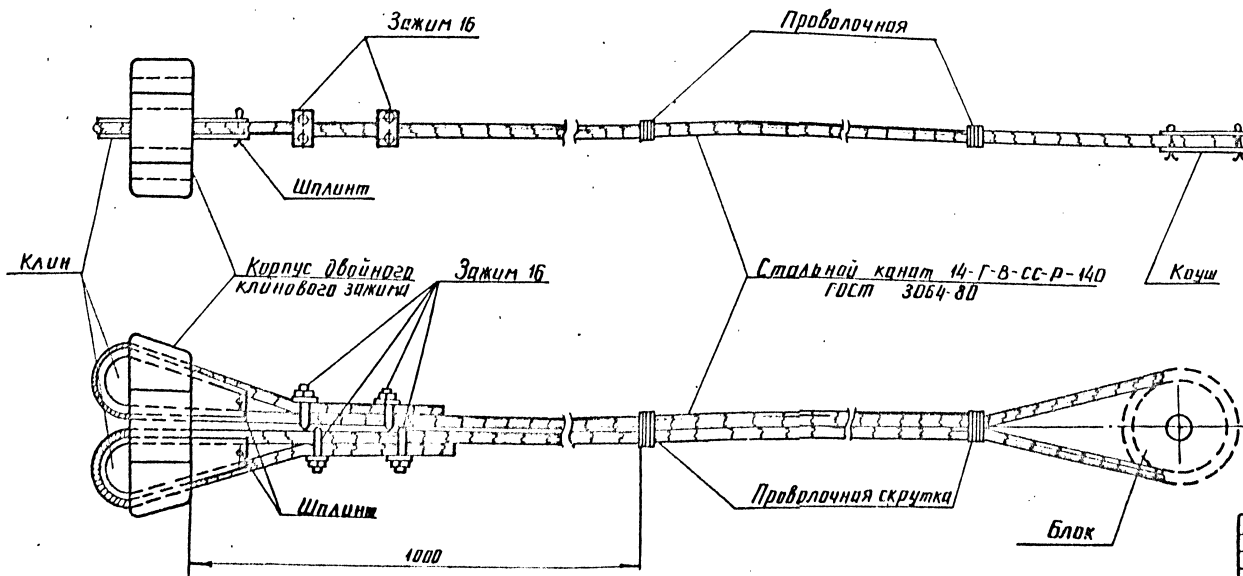 Зажим 16
Проволочная
Шплинт
Клин
Корпус двойного
клинового зажима
Зажим 16
Стальной канат 14-Г-В-СС-Р-140
ГОСТ 3064-80
Коуш
Шплинт
Проволочная скрутка
Блок
1000